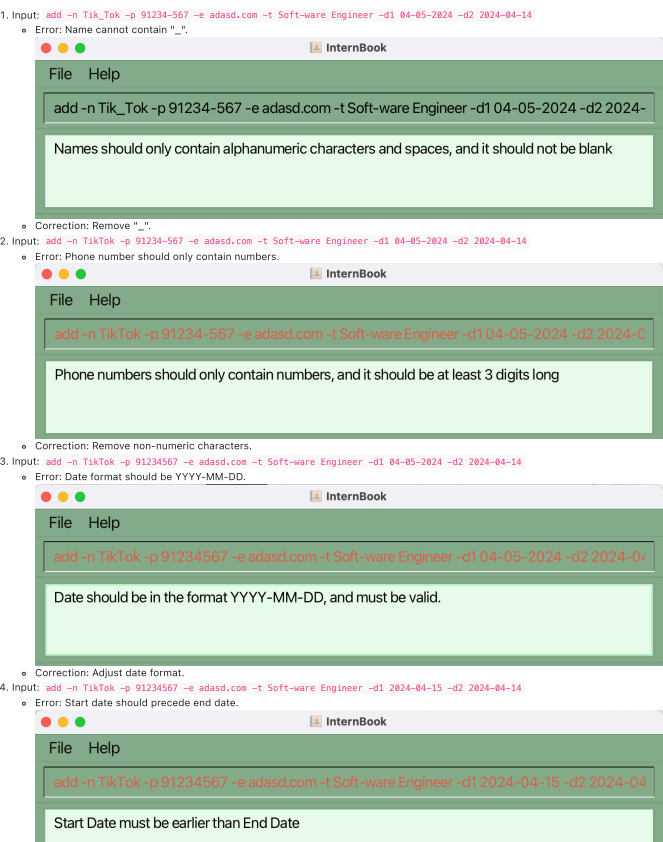 1. Input: add -n Tik_Tok -p 91234-567 -e adasd.com -t Soft-ware Engineer -d1 04-05-2024 -d2 2024-04-14
Error: Name cannot contain "_".
InternBook
File Help
add -n Tik_Tok -p 91234-567 -e adasd.com -t Soft-ware Engineer -d1 04-05-2024 -d2 2024-
Names should only contain alphanumeric characters and spaces, and it should not be blank
Correction: Remove "_".
2. Input: add -n TikTok -p 91234-567 -e adasd.com -t Soft-ware Engineer -d1 04-05-2024 -d2 2024-04-14
Error: Phone number should only contain numbers.
InternBook
File Help
add -n TikTok -p 91234-567 -e adasd.com -t Soft-ware Engineer -d1 04-05-2024 -d2 2024-0
Phone numbers should only contain numbers, and it should be at least 3 digits long
Correction: Remove non-numeric characters.
3. Input: add -n TikTok -p 91234567 -e adasd.com -t Soft-ware Engineer -d1 04-05-2024 -d2 2024-04-14
Error: Date format should be YYYY-MM-DD.
InternBook
File Help
add -n TikTok -p 91234567 -e adasd.com -t Soft-ware Engineer -d1 04-05-2024 -d2 2024-04
Date should be in the format YYYY-MM-DD, and must be valid.
Correction: Adjust date format.
4. Input: add -n TikTok -p 91234567 -e adasd.com -t Soft-ware Engineer -d1 2024-04-15 -d2 2024-04-14
Error: Start date should precede end date.
InternBook
File Help
add -n TikTok -p 91234567 -e adasd.com -t Soft-ware Engineer -d1 2024-04-15 -d2 2024-04
Start Date must be earlier than End Date